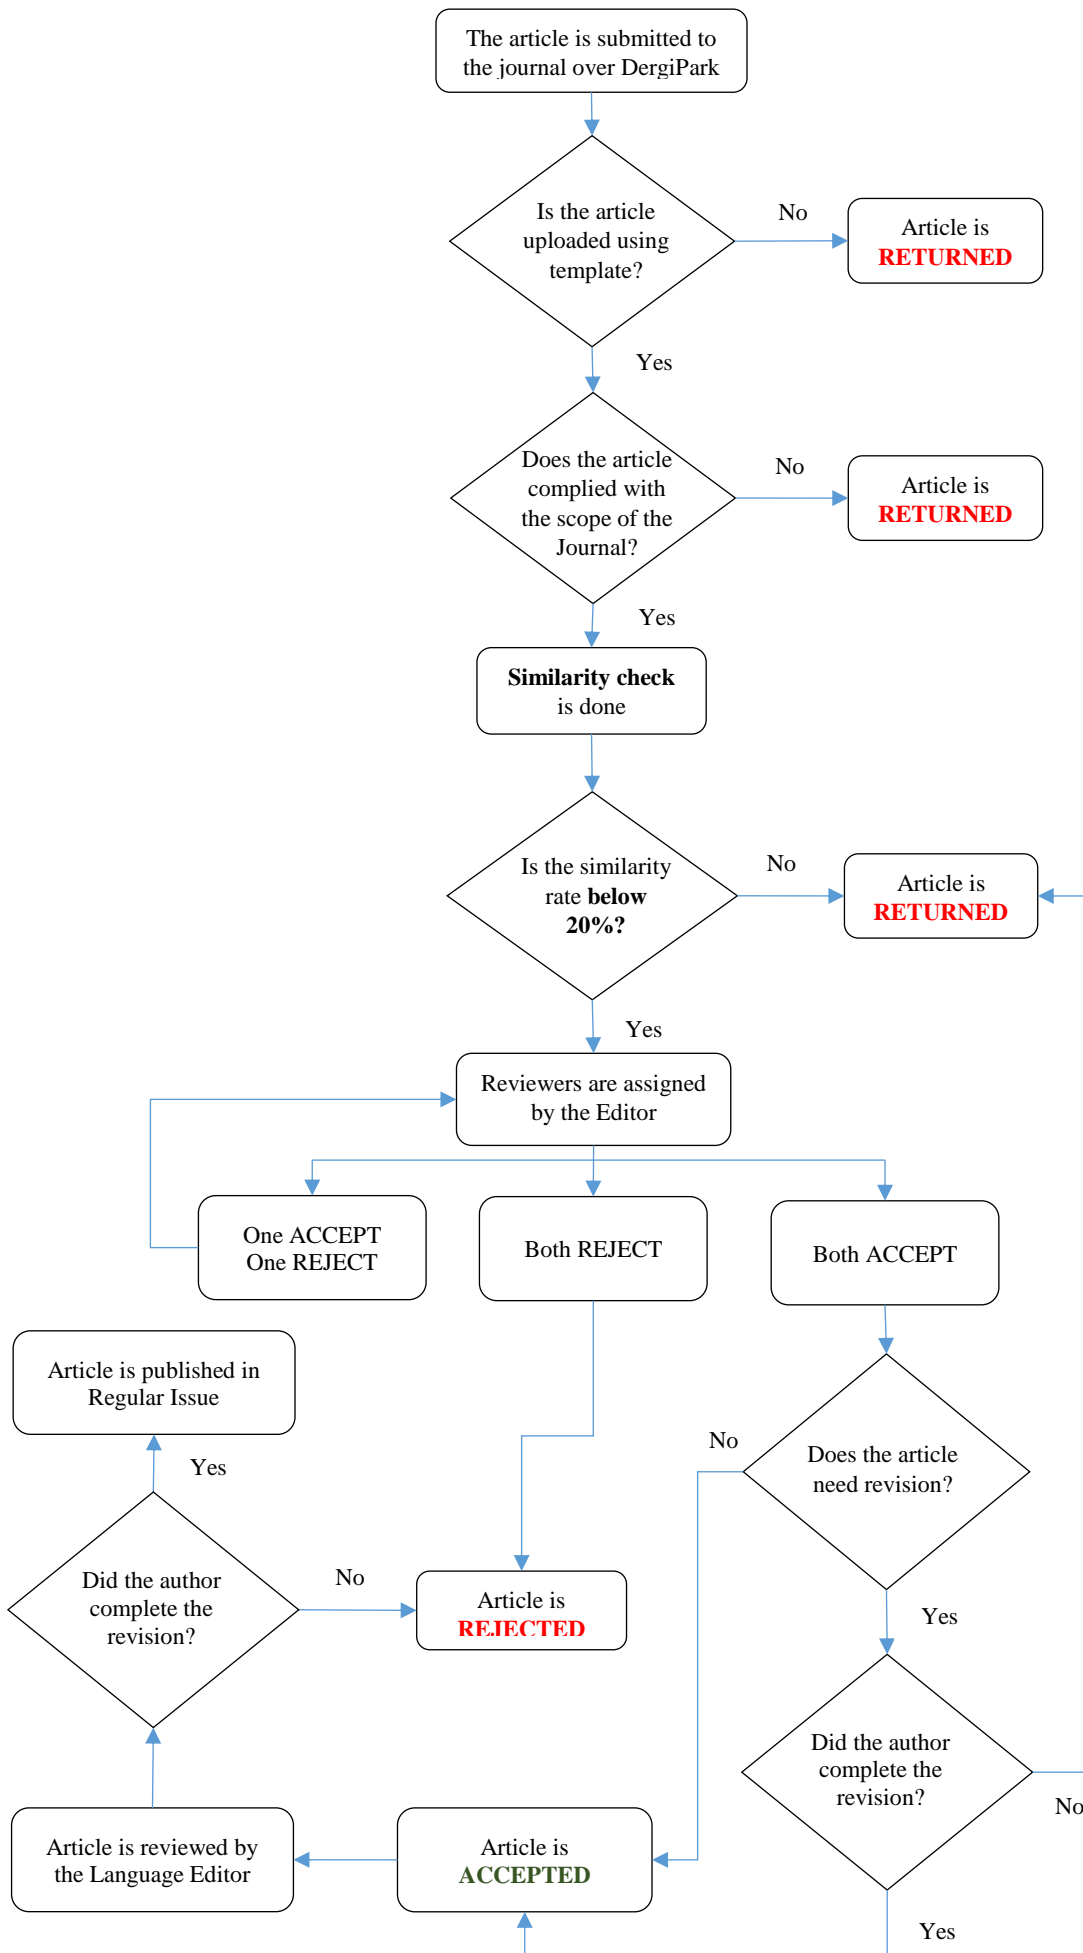 The article is submitted to
the journal over DergiPark
Is the article
uploaded using
template?
No
Article is
RETURNED
Yes
Does the article
complied with
the scope of the
Journal?
No
Article is
RETURNED
Yes
Similarity check
is done
Is the similarity
rate below
20%?
No
Article is
RETURNED
Yes
Reviewers are assigned
by the Editor
One ACCEPT
One REJECT
Both REJECT
Both ACCEPT
Article is published in
Regular Issue
Yes
No
Does the article
need revision?
Did the author
complete the
revision?
No
Article is
REJECTED
Yes
Did the author
complete the
revision?
No
Article is reviewed by
the Language Editor
Article is
ACCEPTED
Yes